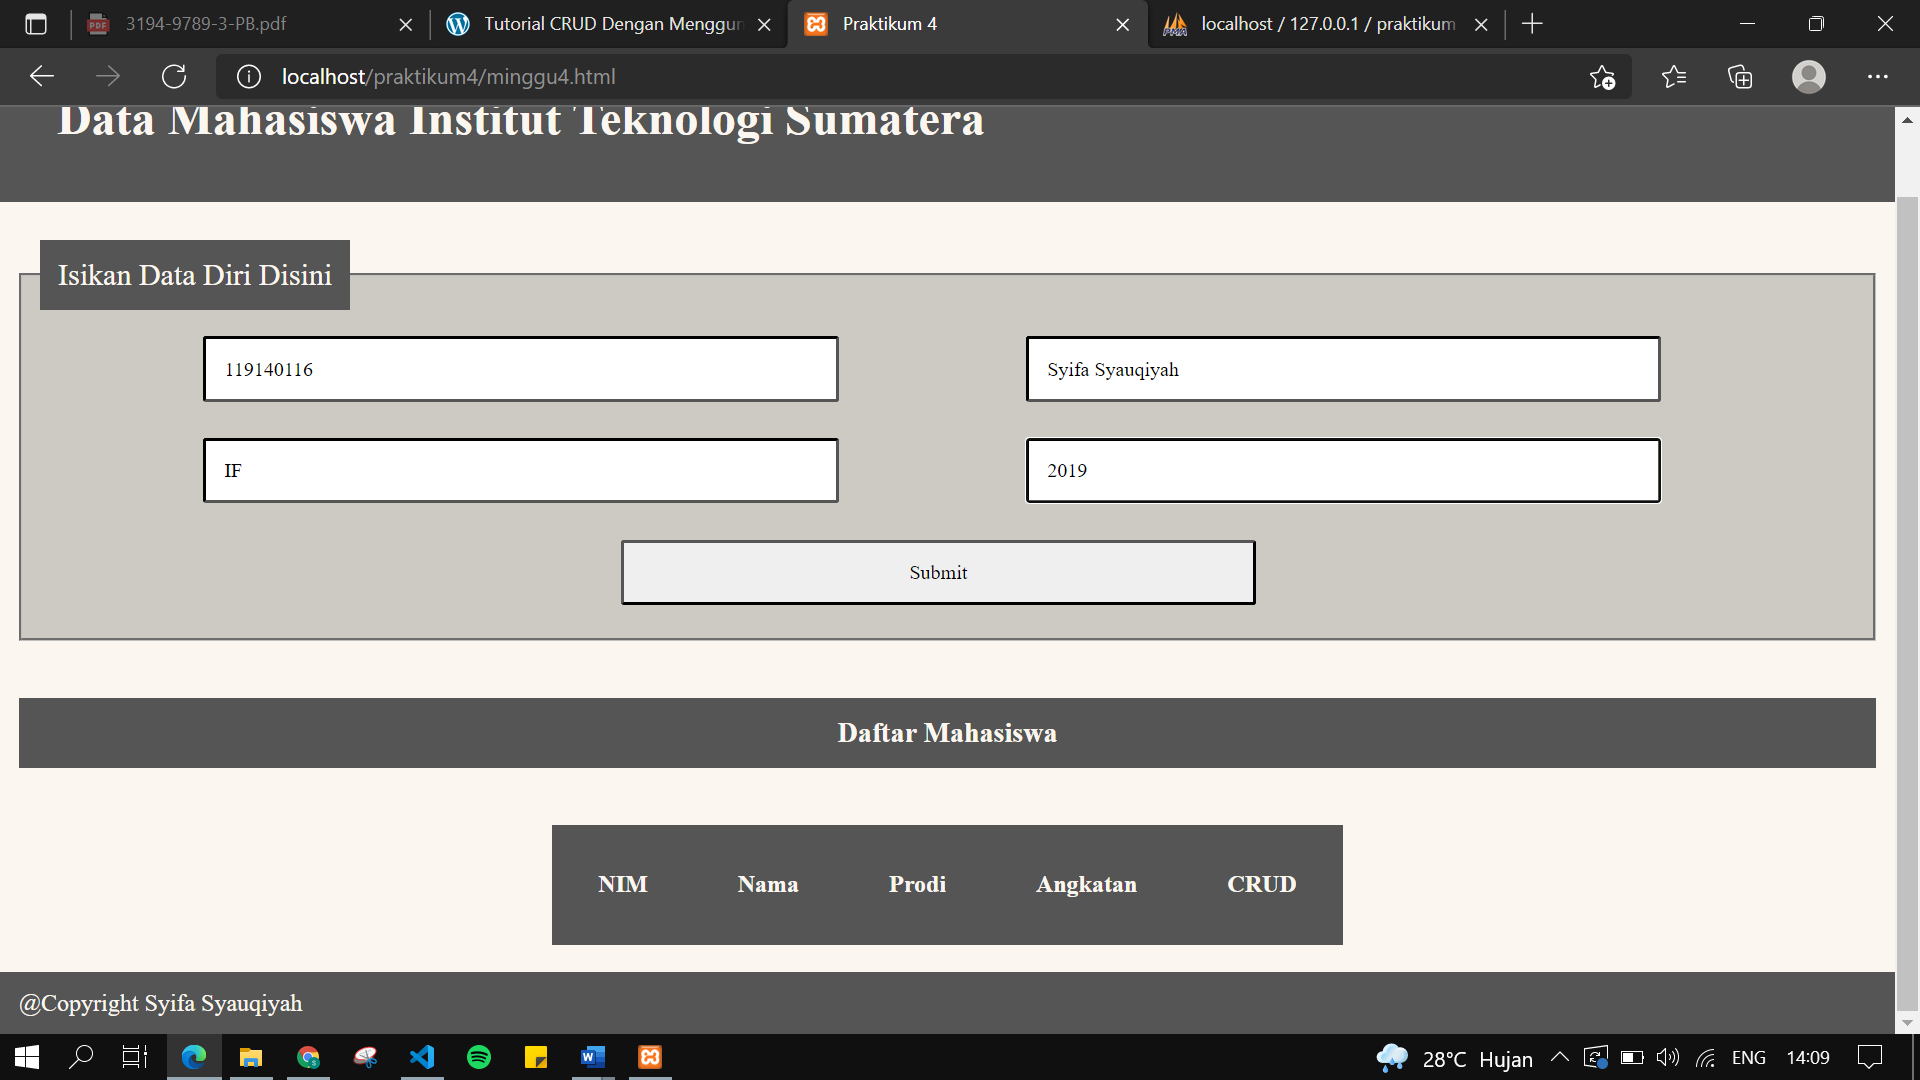 3194-9789-3-PB.pdf
Tutorial CRUD Dengan Menggun
Praktikum 4
localhost / 127.0.0.1 / praktikum
localhost/praktikum4/minggu4.html
Data Mahasiswa Institut Teknologi Sumatera
Isikan Data Diri Disini
119140116
Syifa Syauqiyah
IF
2019
Submit
Daftar Mahasiswa
NIM Nama Prodi Angkatan CRUD
@Copyright Syifa Syauqiyah
28°C Hujan
ENG
14:09